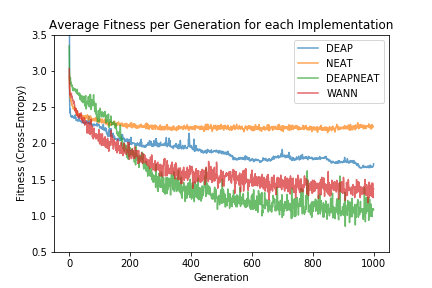 Average Fitness per Generation for each Implementation
3.5
3.0
2.5
2.0
1.5
1.0
0.5
Fitness (Cross-Entropy)
DEAP
NEAT
DEAPNEAT
WANN
0 200 400 600 800 1000
Generation